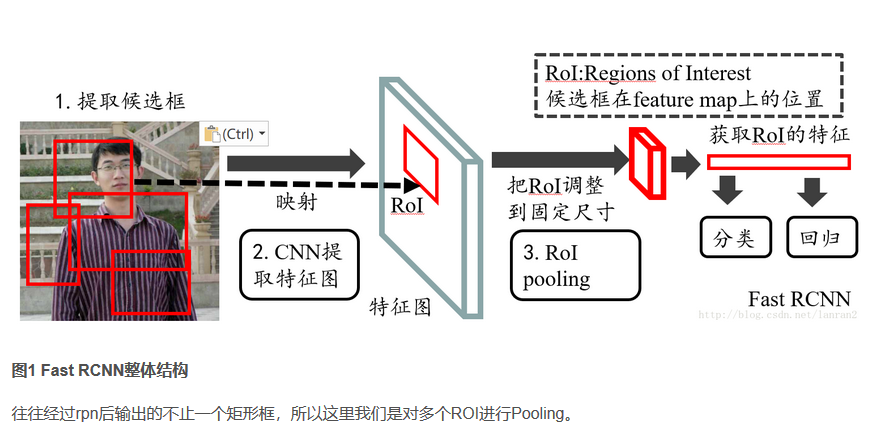 1. 提取候选框
(Ctrl)
映射
RoI
2. CNN提
取特征图
特征图
RoI:Regions of Interest
候选框在feature map上的位置
把RoI调整
到固定尺寸
3. RoI
pooling
获取RoI的特征
分类
回归
Fast RCNN
http://blog.csdn.net/lanran2
图1 Fast RCNN整体结构
往往经过rpn后输出的不止一个矩形框，所以这里我们是对多个ROI进行Pooling。